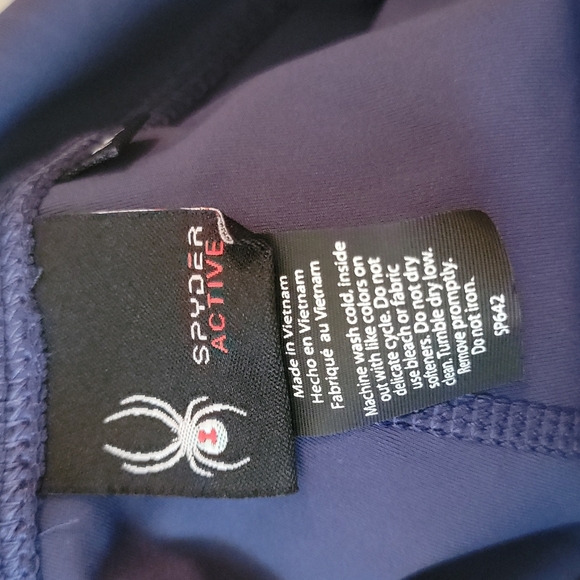 SPYDER
ACTIVE
Made in Vietnam
Hecho en Vietnam
Fabriqué au Vietnam
Machine wash cold, inside
out with like colors on
delicate cycle. Do not
use bleach or fabric
softeners. Do not dry
clean. Tumble dry low.
Remove promptly.
Do not iron.
SP642